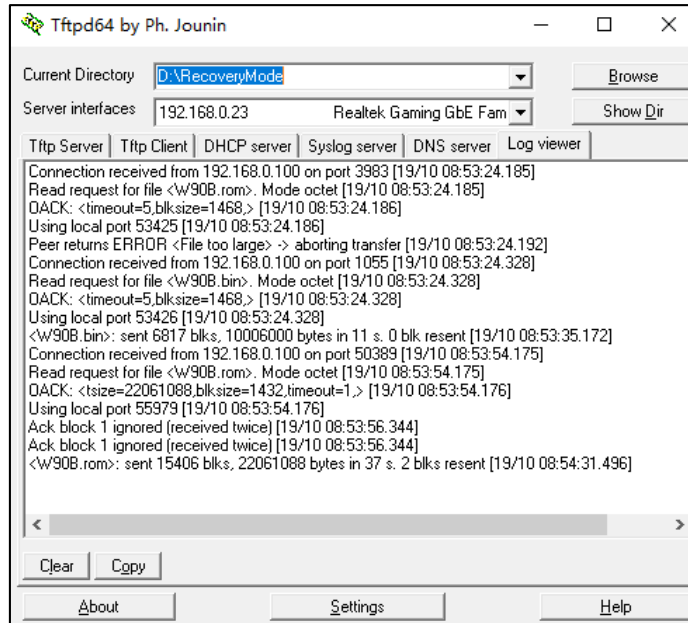 Tftpd64 by Ph. Jounin
Current Directory D:\RecoveryMode Browse
Server interfaces 192.168.0.23 Realtek Gaming GbE Fam Show Dir
Tftp Server Tftp Client DHCP server Syslog server DNS server Log viewer
Connection received from 192.168.0.100 on port 3983 [19/10 08:53:24.185]
Read request for file <W90B.rom>. Mode octet [19/10 08:53:24.185]
OACK: <timeout=5,blksize=1468,> [19/10 08:53:24.186]
Using local port 53425 [19/10 08:53:24.186]
Peer returns ERROR <File too large> -> aborting transfer [19/10 08:53:24.192]
Connection received from 192.168.0.100 on port 1055 [19/10 08:53:24.328]
Read request for file <W90B.bin>. Mode octet [19/10 08:53:24.328]
OACK: <timeout=5,blksize=1468,> [19/10 08:53:24.328]
Using local port 53426 [19/10 08:53:24.328]
<W90B.bin>: sent 6817 blks, 10006000 bytes in 11 s. 0 blk resent [19/10 08:53:35.172]
Connection received from 192.168.0.100 on port 50389 [19/10 08:53:54.175]
Read request for file <W90B.rom>. Mode octet [19/10 08:53:54.175]
OACK: <tsize=22061088,blksize=1432,timeout=1,> [19/10 08:53:54.176]
Using local port 55979 [19/10 08:53:54.176]
Ack block 1 ignored (received twice) [19/10 08:53:56.344]
Ack block 1 ignored (received twice) [19/10 08:53:56.344]
<W90B.rom>: sent 15406 blks, 22061088 bytes in 37 s. 2 blks resent [19/10 08:54:31.496]
Clear Copy
About Settings Help